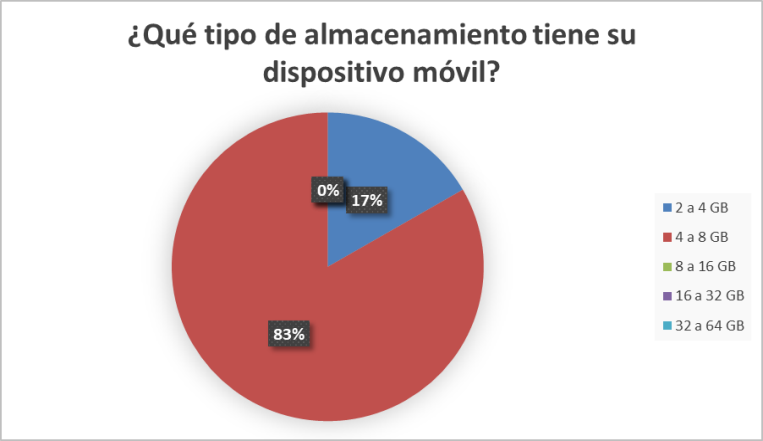 ¿Qué tipo de almacenamiento tiene su
dispositivo móvil?
0%
17%
83%
2 a 4 GB
4 a 8 GB
8 a 16 GB
16 a 32 GB
32 a 64 GB